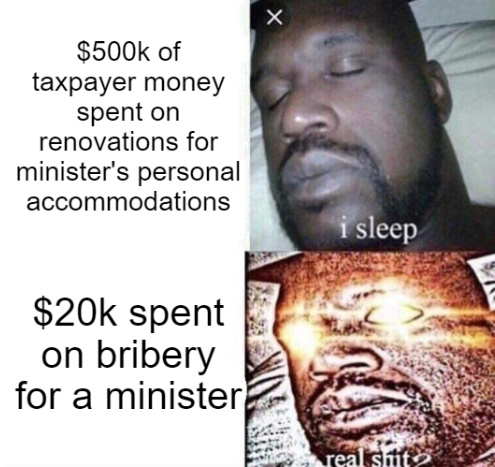 $500k of
taxpayer money
spent on
renovations for
minister's personal
accommodations
i sleep
$20k spent
on bribery
for a minister
real shit?